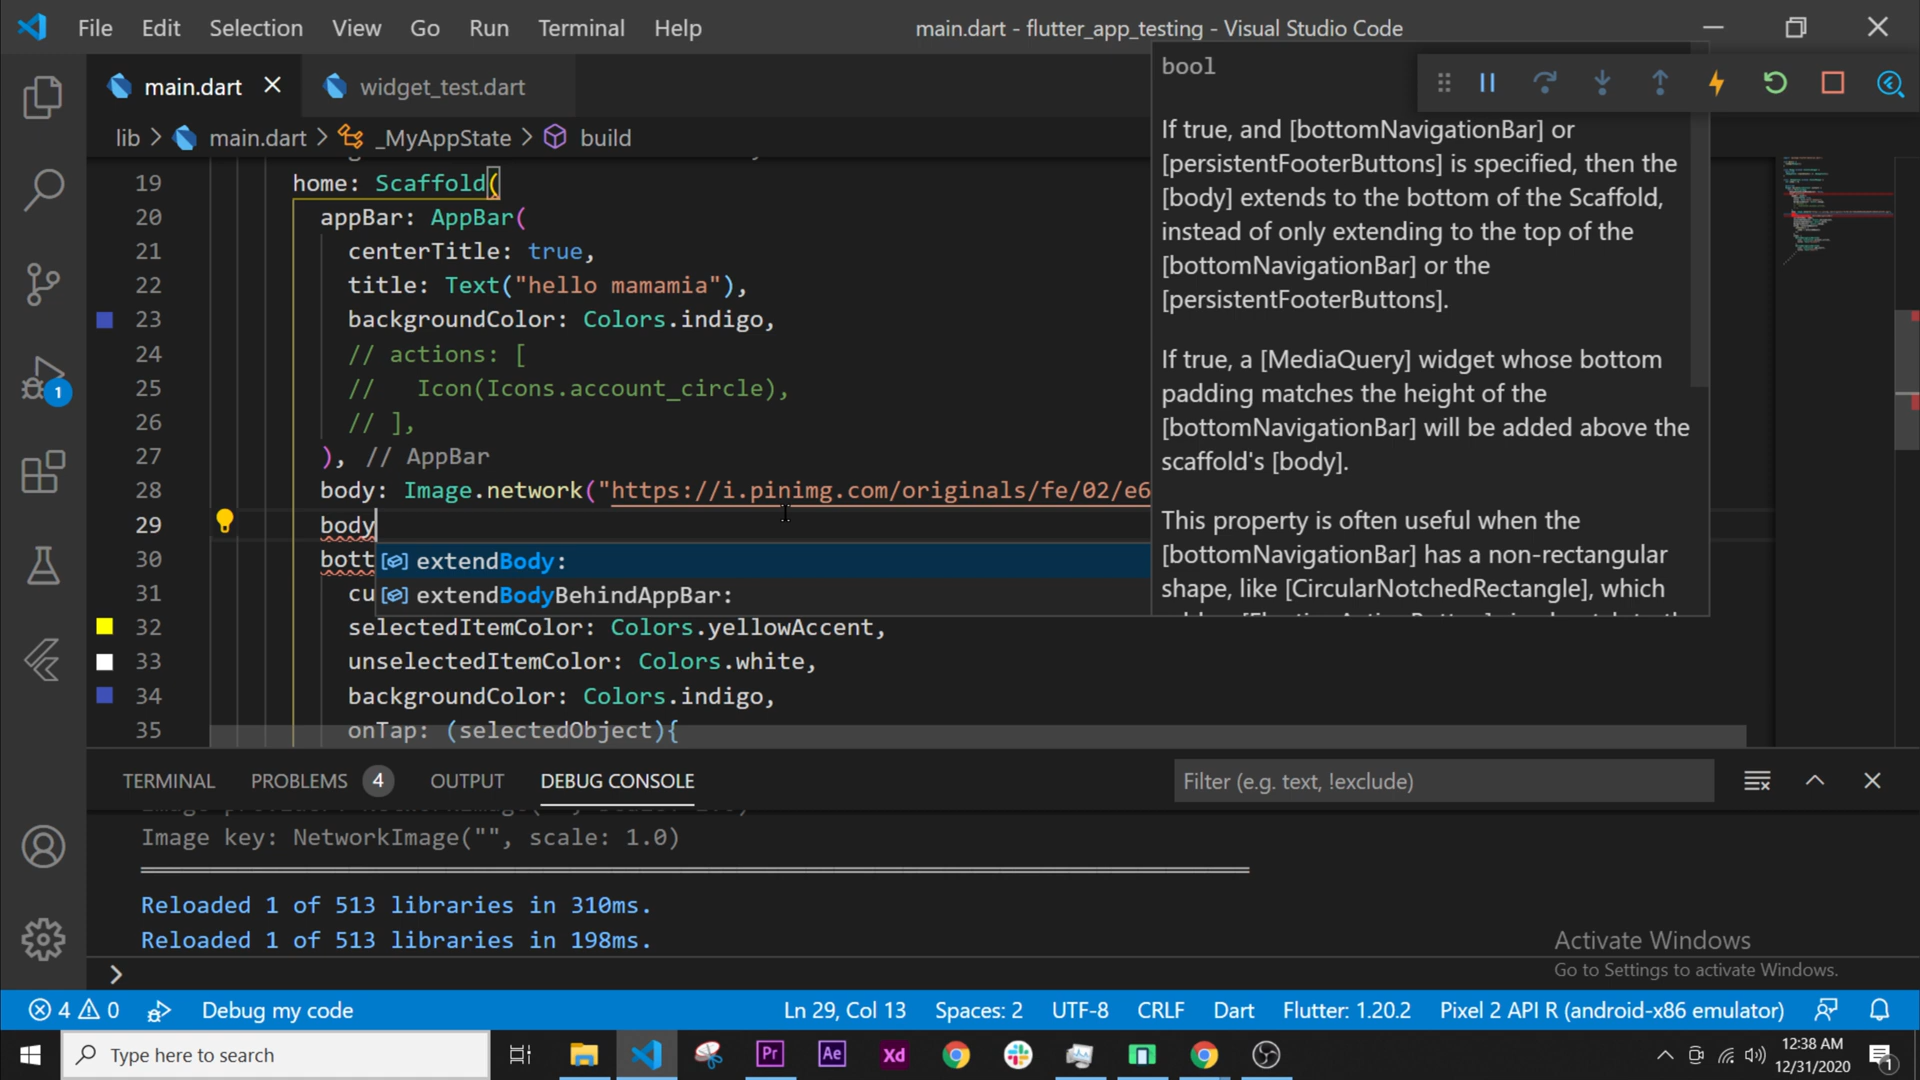 File Edit Selection View Go Run Terminal Help
main.dart - flutter_app_testing - Visual Studio Code
main.dart
widget_test.dart
lib > main.dart > _MyAppState > build
19 home: Scaffold(
20 appBar: AppBar(
21 centerTitle: true,
22 title: Text("hello mamamia"),
23 backgroundColor: Colors.indigo,
24 // actions: [
25 // Icon(Icons.account_circle),
26 // ],
27 ), // AppBar
28 body: Image.network("https://i.pinimg.com/originals/fe/02/e6
29 body
30 bott
31 cu
32 selectedItemColor: Colors.yellowAccent,
33 unselectedItemColor: Colors.white,
34 backgroundColor: Colors.indigo,
35 onTap: (selectedObject){
extendBody:
extendBodyBehindAppBar:
bool
If true, and [bottomNavigationBar] or
[persistentFooterButtons] is specified, then the
[body] extends to the bottom of the Scaffold,
instead of only extending to the top of the
[bottomNavigationBar] or the
[persistentFooterButtons].
If true, a [MediaQuery] widget whose bottom
padding matches the height of the
[bottomNavigationBar] will be added above the
scaffold's [body].
This property is often useful when the
[bottomNavigationBar] has a non-rectangular
shape, like [CircularNotchedRectangle], which
1
TERMINAL PROBLEMS 4 OUTPUT DEBUG CONSOLE
Filter (e.g. text, !exclude)
Image key: NetworkImage("", scale: 1.0)
Reloaded 1 of 513 libraries in 310ms.
Reloaded 1 of 513 libraries in 198ms.
>
Activate Windows
Go to Settings to activate Windows.
4 0 Debug my code
Ln 29, Col 13 Spaces: 2 UTF-8 CRLF Dart Flutter: 1.20.2 Pixel 2 API R (android-x86 emulator)
Type here to search
Pr Ae Xd
12:38 AM
12/31/2020
1